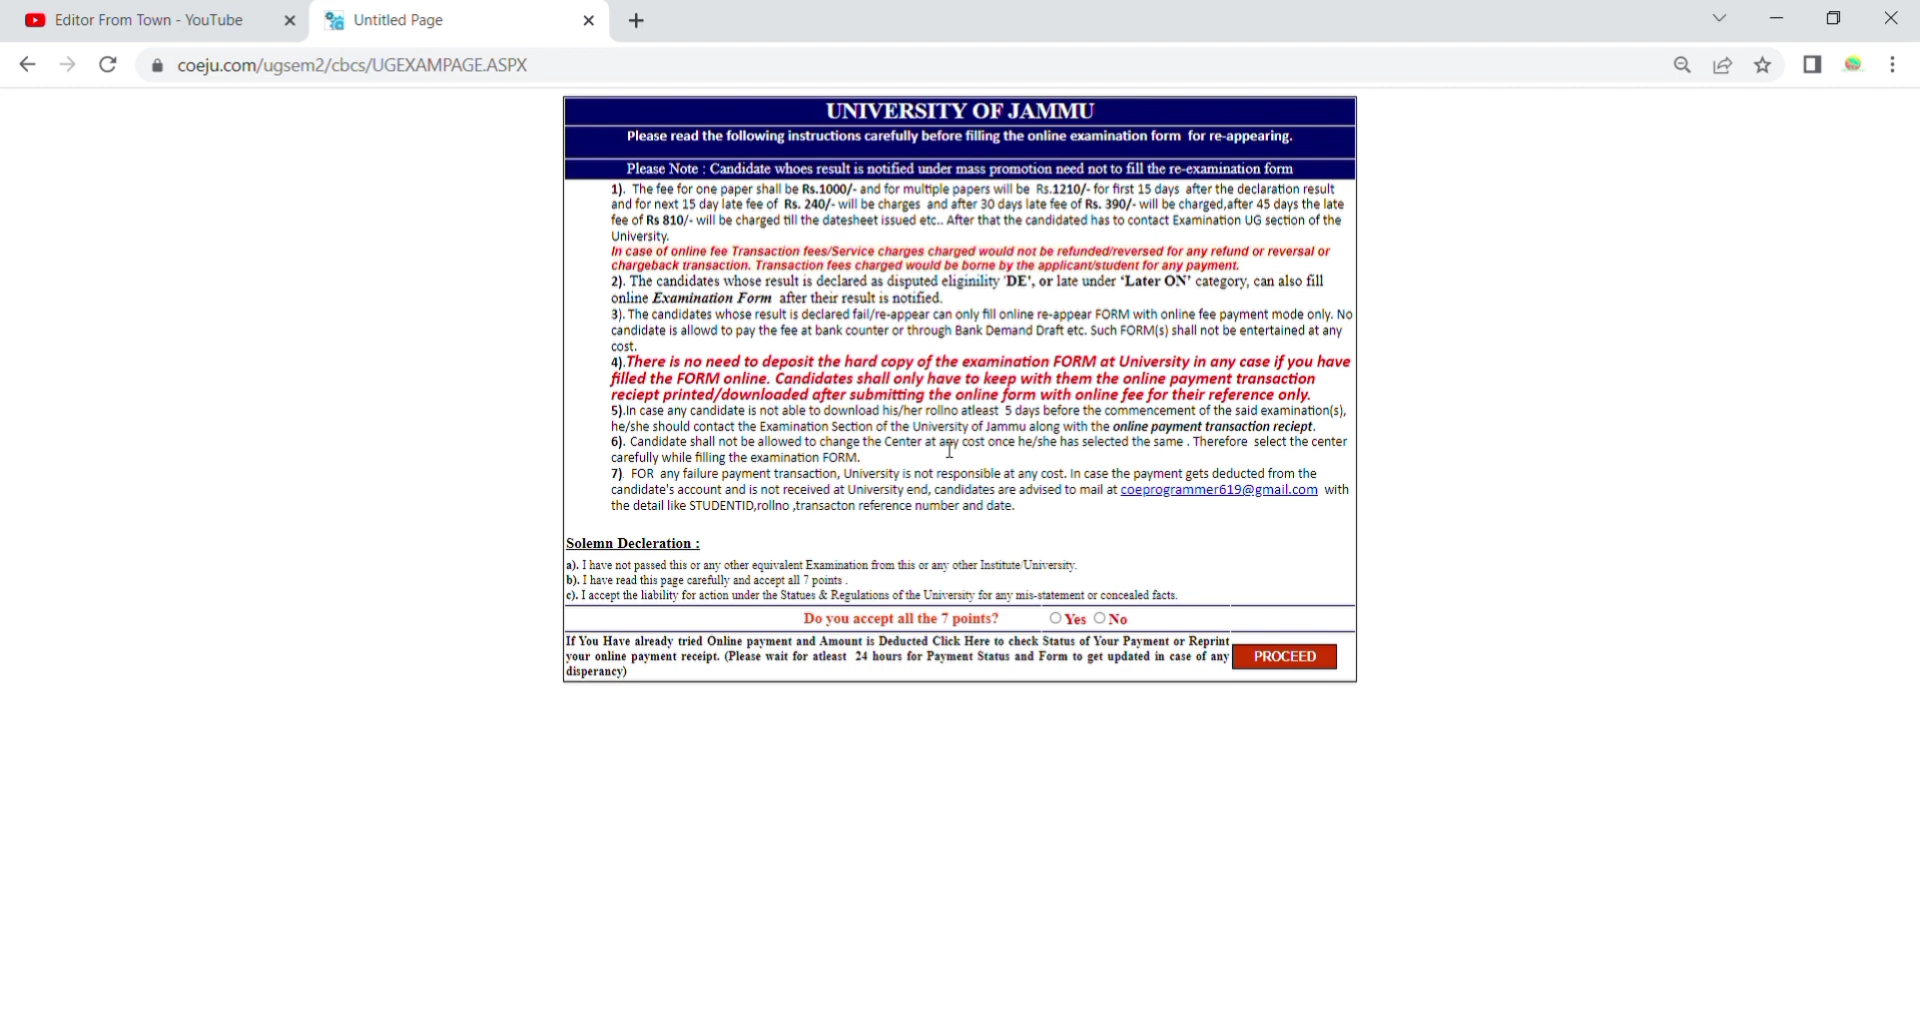 Editor From Town - YouTube
Untitled Page
coeju.com/ugsem2/cbcs/UGEXAMPAGE.ASPX
UNIVERSITY OF JAMMU
Please read the following instructions carefully before filling the online examination form for re-appearing.
Please Note : Candidate whoes result is notified under mass promotion need not to fill the re-examination form
1). The fee for one paper shall be Rs.1000/- and for multiple papers will be Rs.1210/- for first 15 days after the declaration result
and for next 15 day late fee of Rs. 240/- will be charges and after 30 days late fee of Rs. 390/- will be charged,after 45 days the late
fee of Rs 810/- will be charged till the datesheet issued etc.. After that the candidated has to contact Examination UG section of the
University.
In case of online fee Transaction fees/Service charges charged would not be refunded/reversed for any refund or reversal or
chargeback transaction. Transaction fees charged would be borne by the applicant/student for any payment.
2). The candidates whose result is declared as disputed eliginility 'DE', or late under 'Later ON' category, can also fill
online Examination Form after their result is notified.
3). The candidates whose result is declared fail/re-appear can only fill online re-appear FORM with online fee payment mode only. No
candidate is allowd to pay the fee at bank counter or through Bank Demand Draft etc. Such FORM(s) shall not be entertained at any
cost.
4).There is no need to deposit the hard copy of the examination FORM at University in any case if you have
filled the FORM online. Candidates shall only have to keep with them the online payment transaction
reciept printed/downloaded after submitting the online form with online fee for their reference only.
5).In case any candidate is not able to download his/her rollno atleast 5 days before the commencement of the said examination(s),
he/she should contact the Examination Section of the University of Jammu along with the online payment transaction reciept.
6). Candidate shall not be allowed to change the Center at any cost once he/she has selected the same . Therefore select the center
carefully while filling the examination FORM.
7). FOR any failure payment transaction, University is not responsible at any cost. In case the payment gets deducted from the
candidate's account and is not received at University end, candidates are advised to mail at coeprogrammer619@gmail.com with
the detail like STUDENTID,rollno ,transacton reference number and date.
Solemn Decleration :
a). I have not passed this or any other equivalent Examination from this or any other Institute/University.
b). I have read this page carefully and accept all 7 points .
c). I accept the liability for action under the Statues & Regulations of the University for any mis-statement or concealed facts.
Do you accept all the 7 points? Yes No
If You Have already tried Online payment and Amount is Deducted Click Here to check Status of Your Payment or Reprint
your online payment receipt. (Please wait for atleast 24 hours for Payment Status and Form to get updated in case of any
disperancy)
PROCEED